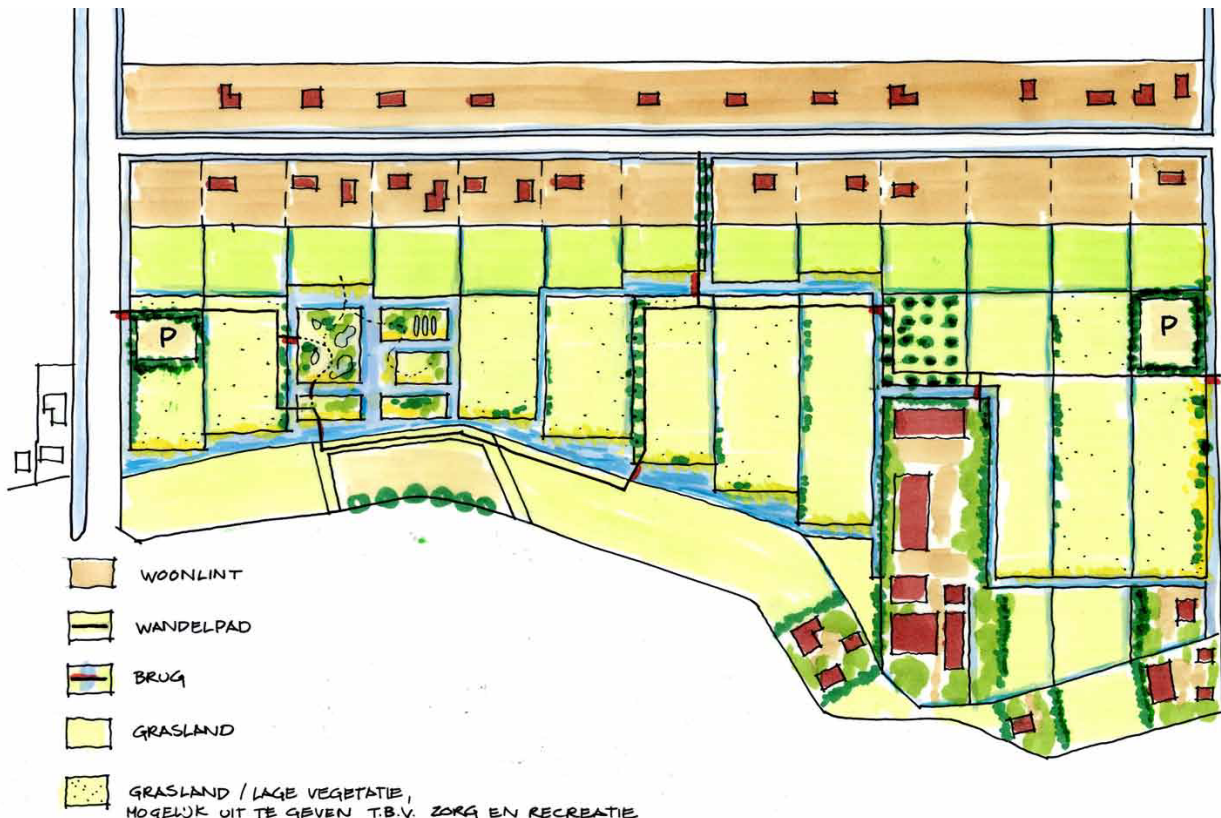 P
P
WOONLINT
WANDELPAD
BRUG
GRASLAND
GRASLAND / LAGE VEGETATIE,
MOGELIJK UIT TE GEVEN T.B.V. ZORG EN RECREATIE